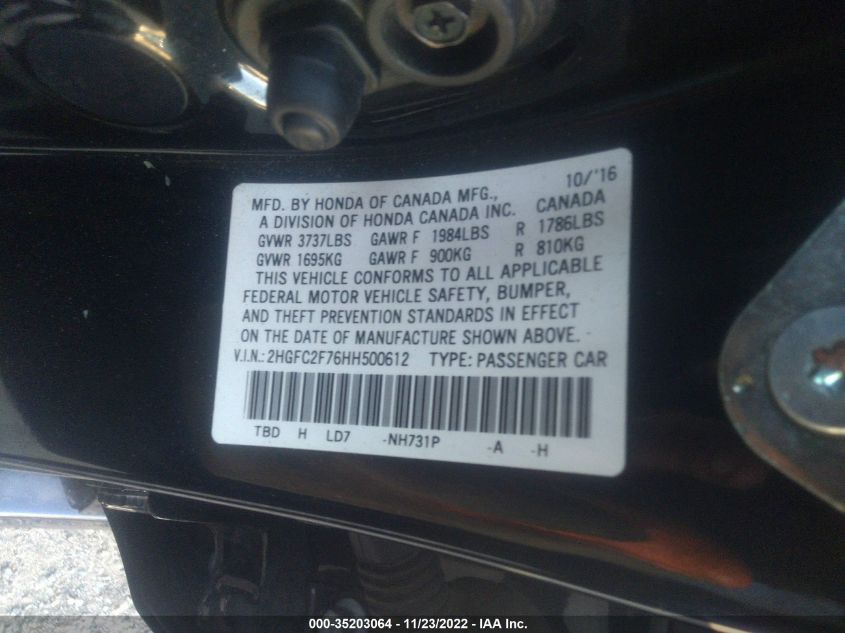 10/'16
MFD. BY HONDA OF CANADA MFG.,
A DIVISION OF HONDA CANADA INC. CANADA
GVWR 3737LBS GAWR F 1984LBS R 1786LBS
GVWR 1695KG GAWR F 900KG R 810KG
THIS VEHICLE CONFORMS TO ALL APPLICABLE
FEDERAL MOTOR VEHICLE SAFETY, BUMPER,
AND THEFT PREVENTION STANDARDS IN EFFECT
ON THE DATE OF MANUFACTURE SHOWN ABOVE.
V.I.N.: 2HGFC2F76HH500612 TYPE: PASSENGER CAR
TBD H LD7 -NH731P -A -H
000-35203064 - 11/23/2022 - IAA Inc.